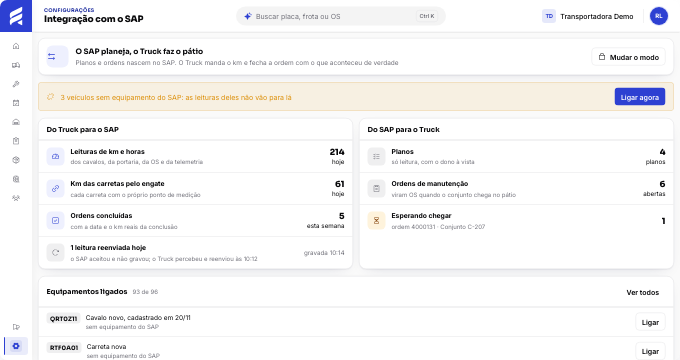 CONFIGURAÇÕES
Integração com o SAP
Buscar placa, frota ou OS
Ctrl K
TD
Transportadora Demo
RL
O SAP planeja, o Truck faz o pátio
Planos e ordens nascem no SAP. O Truck manda o km e fecha a ordem com o que aconteceu de verdade
Mudar o modo
3 veículos sem equipamento do SAP: as leituras deles não vão para lá
Ligar agora
Do Truck para o SAP
Leituras de km e horas
dos cavalos, da portaria, da OS e da telemetria
214
hoje
Km das carretas pelo engate
cada carreta com o próprio ponto de medição
61
hoje
Ordens concluídas
com a data e o km reais da conclusão
5
esta semana
1 leitura reenviada hoje
o SAP aceitou e não gravou; o Truck percebeu e reenviou às 10:12
gravada 10:14
Do SAP para o Truck
Planos
só leitura, com o dono à vista
4
planos
Ordens de manutenção
viram OS quando o conjunto chega no pátio
6
abertas
Esperando chegar
ordem 4000131 · Conjunto C-207
1
Equipamentos ligados
93 de 96
Ver todos
QRT0Z11
Cavalo novo, cadastrado em 20/11
sem equipamento do SAP
Ligar
RTF0A01
Carreta nova
sem equipamento do SAP
Ligar